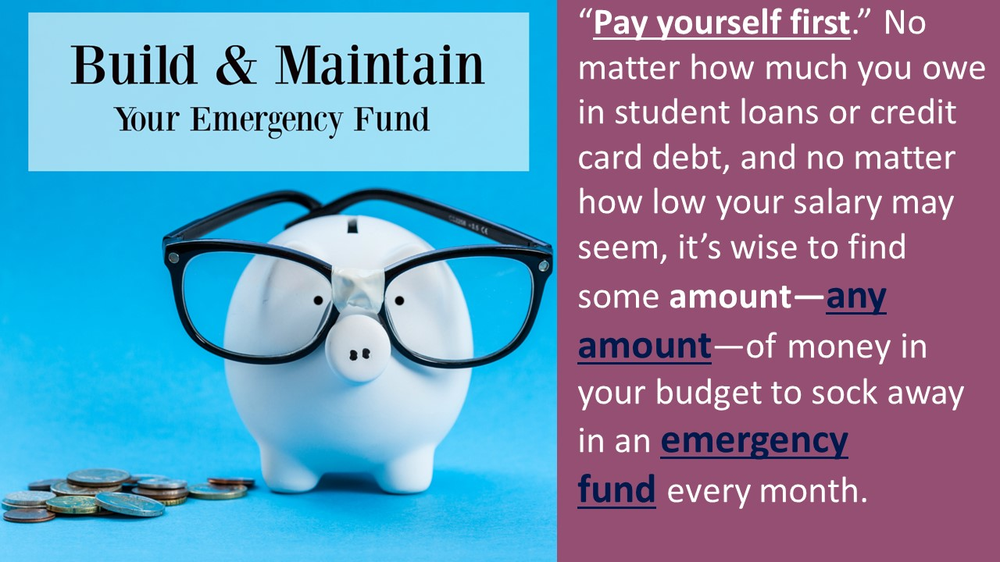 Build & Maintain
Your Emergency Fund
“Pay yourself first.” No
matter how much you owe
in student loans or credit
card debt, and no matter
how low your salary may
seem, it’s wise to find
some amount—any
amount—of money in
your budget to sock away
in an emergency
fund every month.